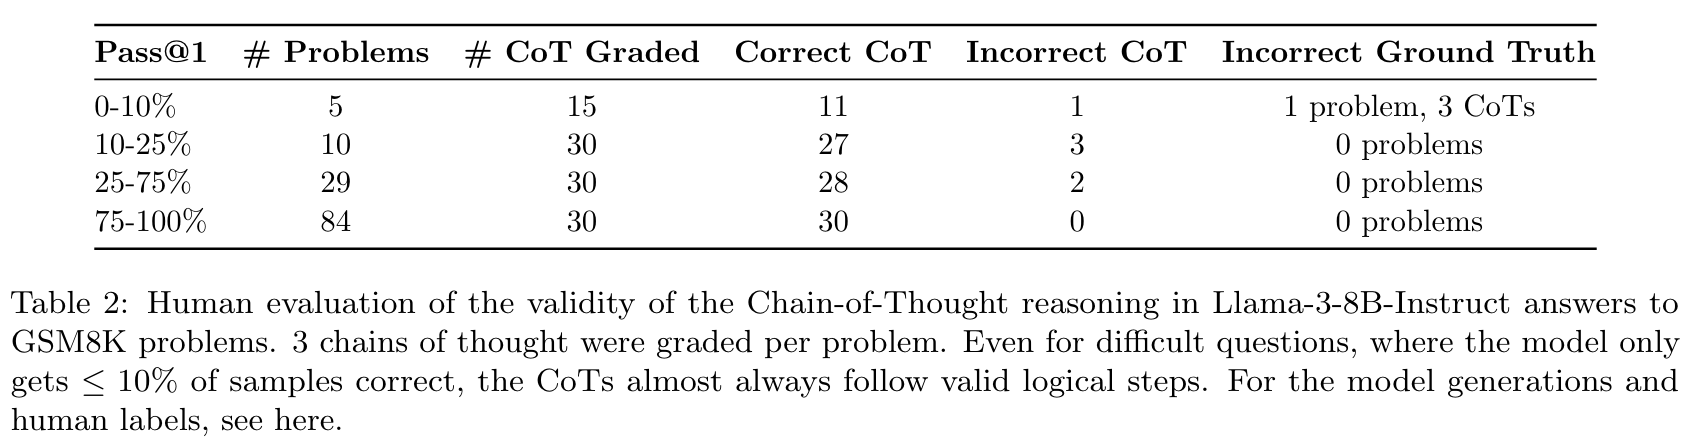 Pass@1 # Problems # CoT Graded Correct CoT Incorrect CoT Incorrect Ground Truth
0-10% 5 15 11 1 1 problem, 3 CoTs
10-25% 10 30 27 3 0 problems
25-75% 29 30 28 2 0 problems
75-100% 84 30 30 0 0 problems
Table 2: Human evaluation of the validity of the Chain-of-Thought reasoning in Llama-3-8B-Instruct answers to
GSM8K problems. 3 chains of thought were graded per problem. Even for difficult questions, where the model only
gets ≤ 10% of samples correct, the CoTs almost always follow valid logical steps. For the model generations and
human labels, see here.